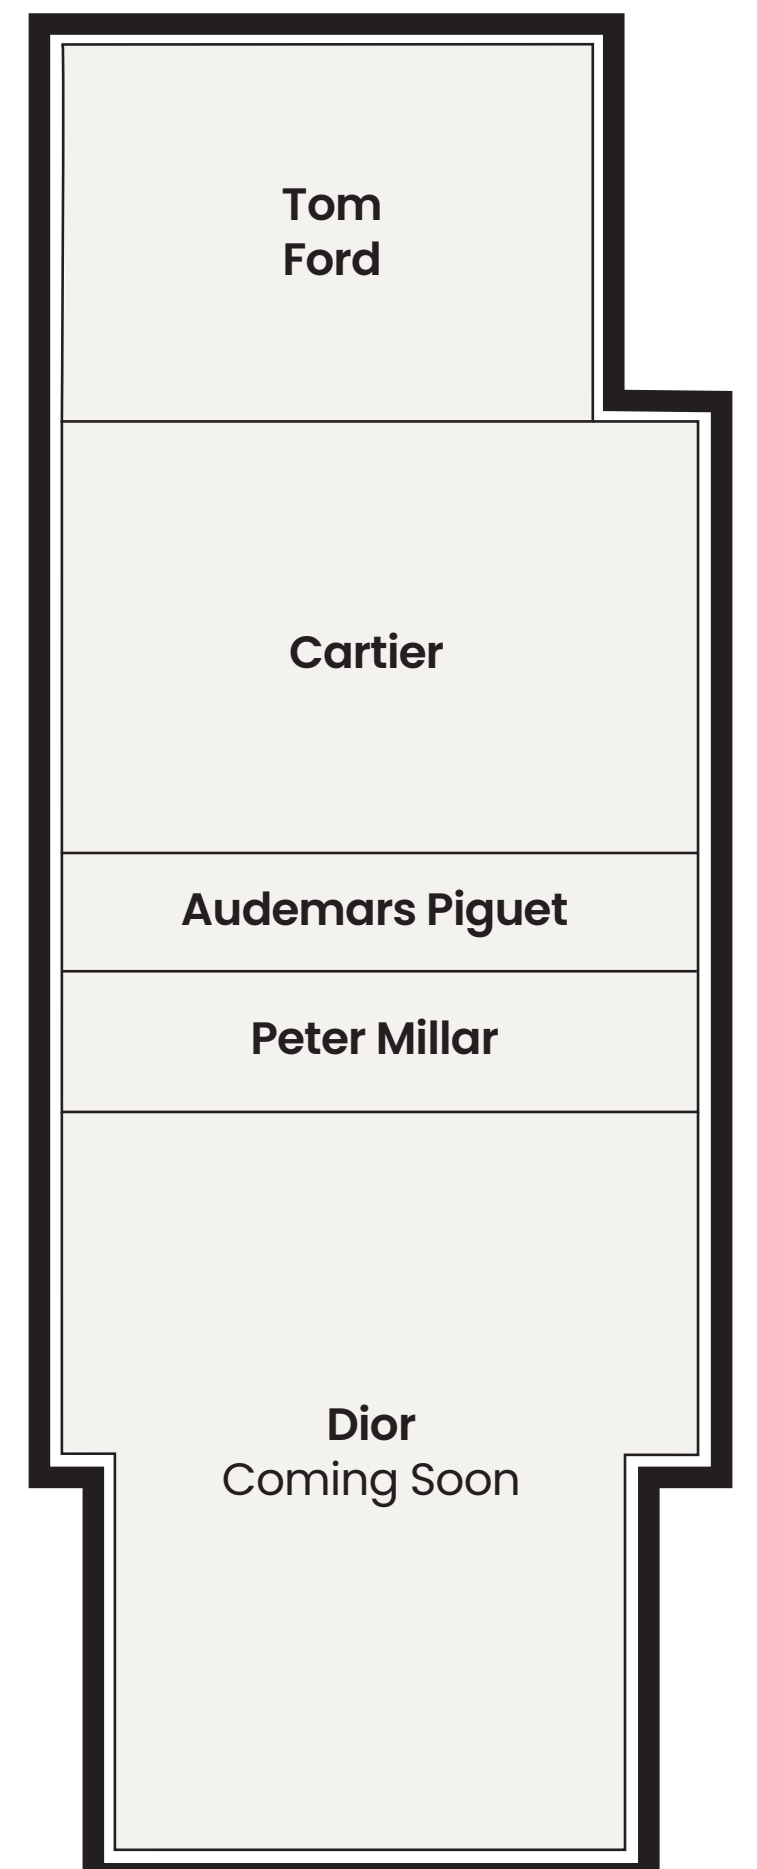 Tom
Ford
Cartier
Audemars Piguet
Peter Millar
Dior
Coming Soon